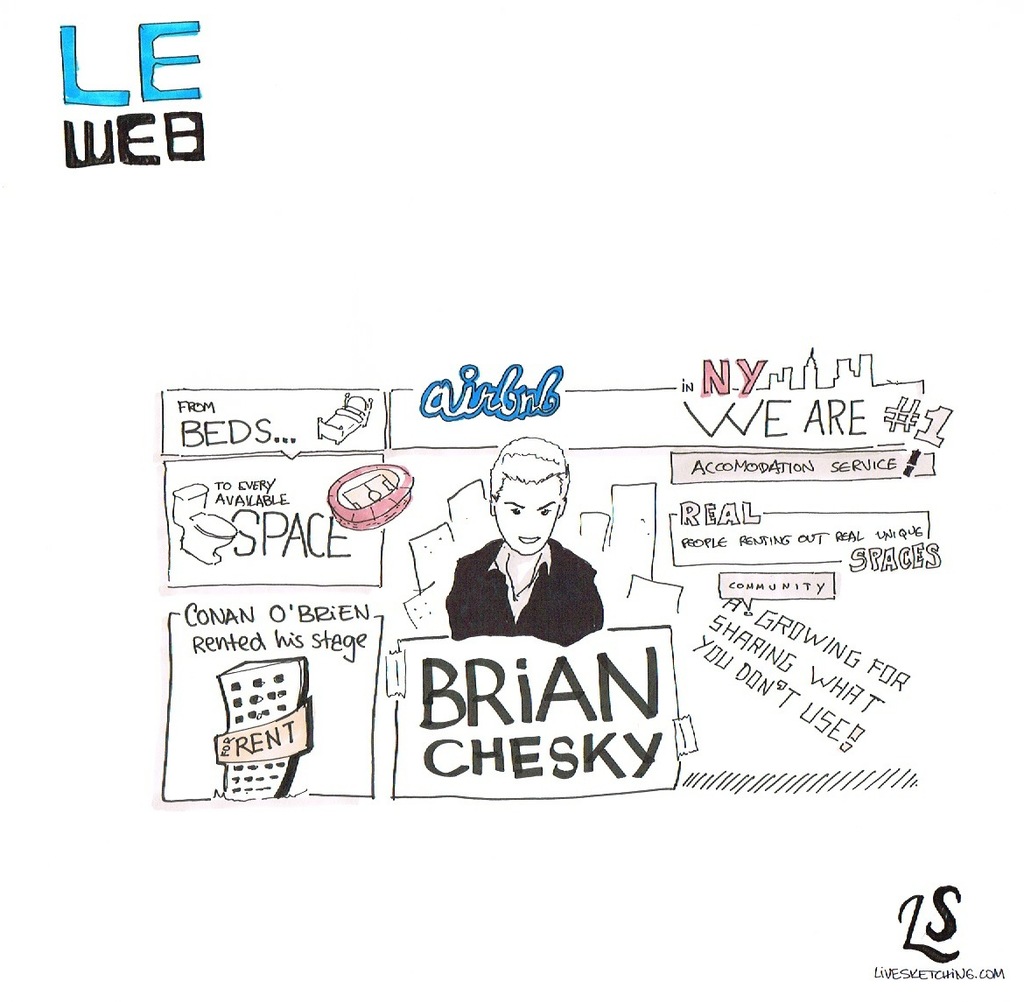 LE
WEB
FROM
BEDS...
TO EVERY
AVAILABLE
SPACE
CONAN O'BRIEN
Rented his stage
FOR RENT
airbnb
BRiAN
CHESKY
IN NY
WE ARE #1
ACCOMODATION SERVICE!
REAL
PEOPLE RENTING OUT REAL UNIQUE
SPACES
COMMUNITY
A GROWING FOR
SHARING WHAT
YOU DON'T USE!
LS
LIVESKETCHING.COM